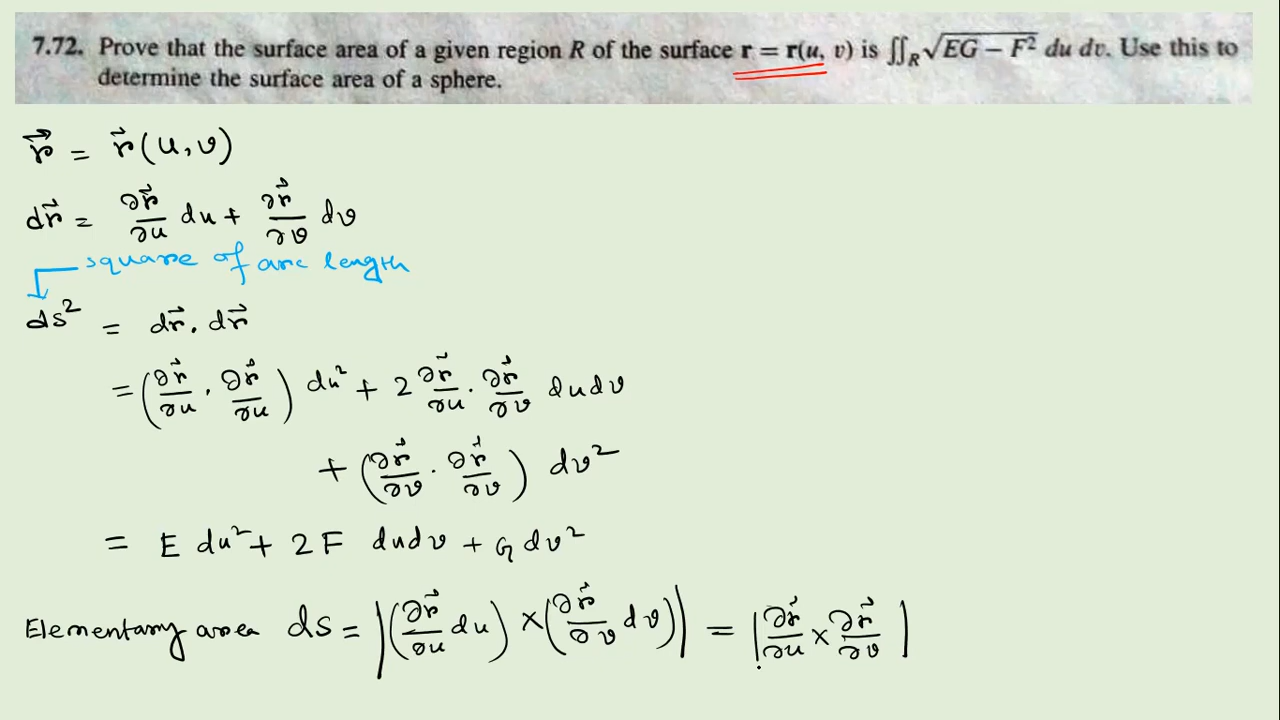 7.72. Prove that the surface area of a given region R of the surface r = r(u, v) is ∬_R √(EG − F²) du dv. Use this to
determine the surface area of a sphere.
r⃗ = r⃗(u,v)
dr⃗ = ∂r⃗/∂u du + ∂r⃗/∂v dv
square of arc length
ds² = dr⃗ . dr⃗
= (∂r⃗/∂u . ∂r⃗/∂u) du² + 2 ∂r⃗/∂u . ∂r⃗/∂v du dv
+ (∂r⃗/∂v . ∂r⃗/∂v) dv²
= E du² + 2F dudv + G dv²
Elementary area ds = |(∂r⃗/∂u du) × (∂r⃗/∂v dv)| = |∂r⃗/∂u × ∂r⃗/∂v|